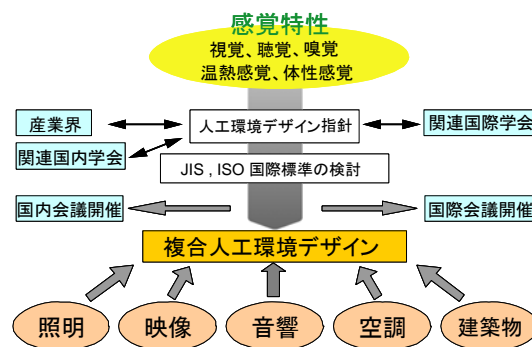 感覚特性
視覚、聴覚、嗅覚
温熱感覚、体性感覚
産業界
人工環境デザイン指針
関連国際学会
関連国内学会
JIS , ISO 国際標準の検討
国内会議開催
国際会議開催
複合人工環境デザイン
照明
映像
音響
空調
建築物